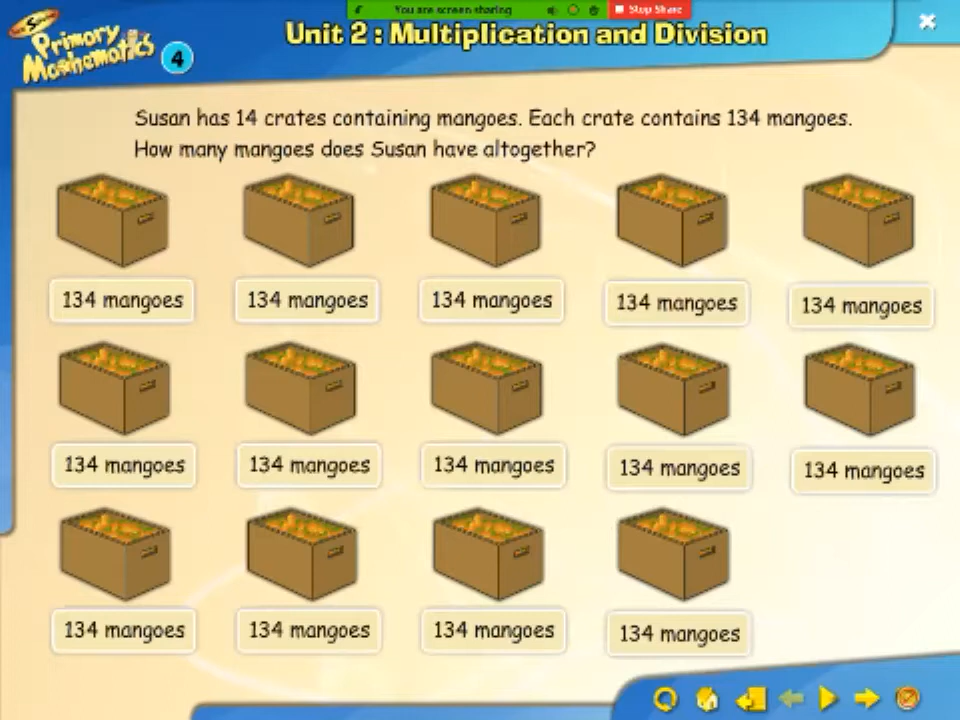 You are screen sharing
Stop Share
Primary
Mathematics
4
Unit 2 : Multiplication and Division
Susan has 14 crates containing mangoes. Each crate contains 134 mangoes.
How many mangoes does Susan have altogether?
134 mangoes 134 mangoes 134 mangoes 134 mangoes 134 mangoes
134 mangoes 134 mangoes 134 mangoes 134 mangoes 134 mangoes
134 mangoes 134 mangoes 134 mangoes 134 mangoes